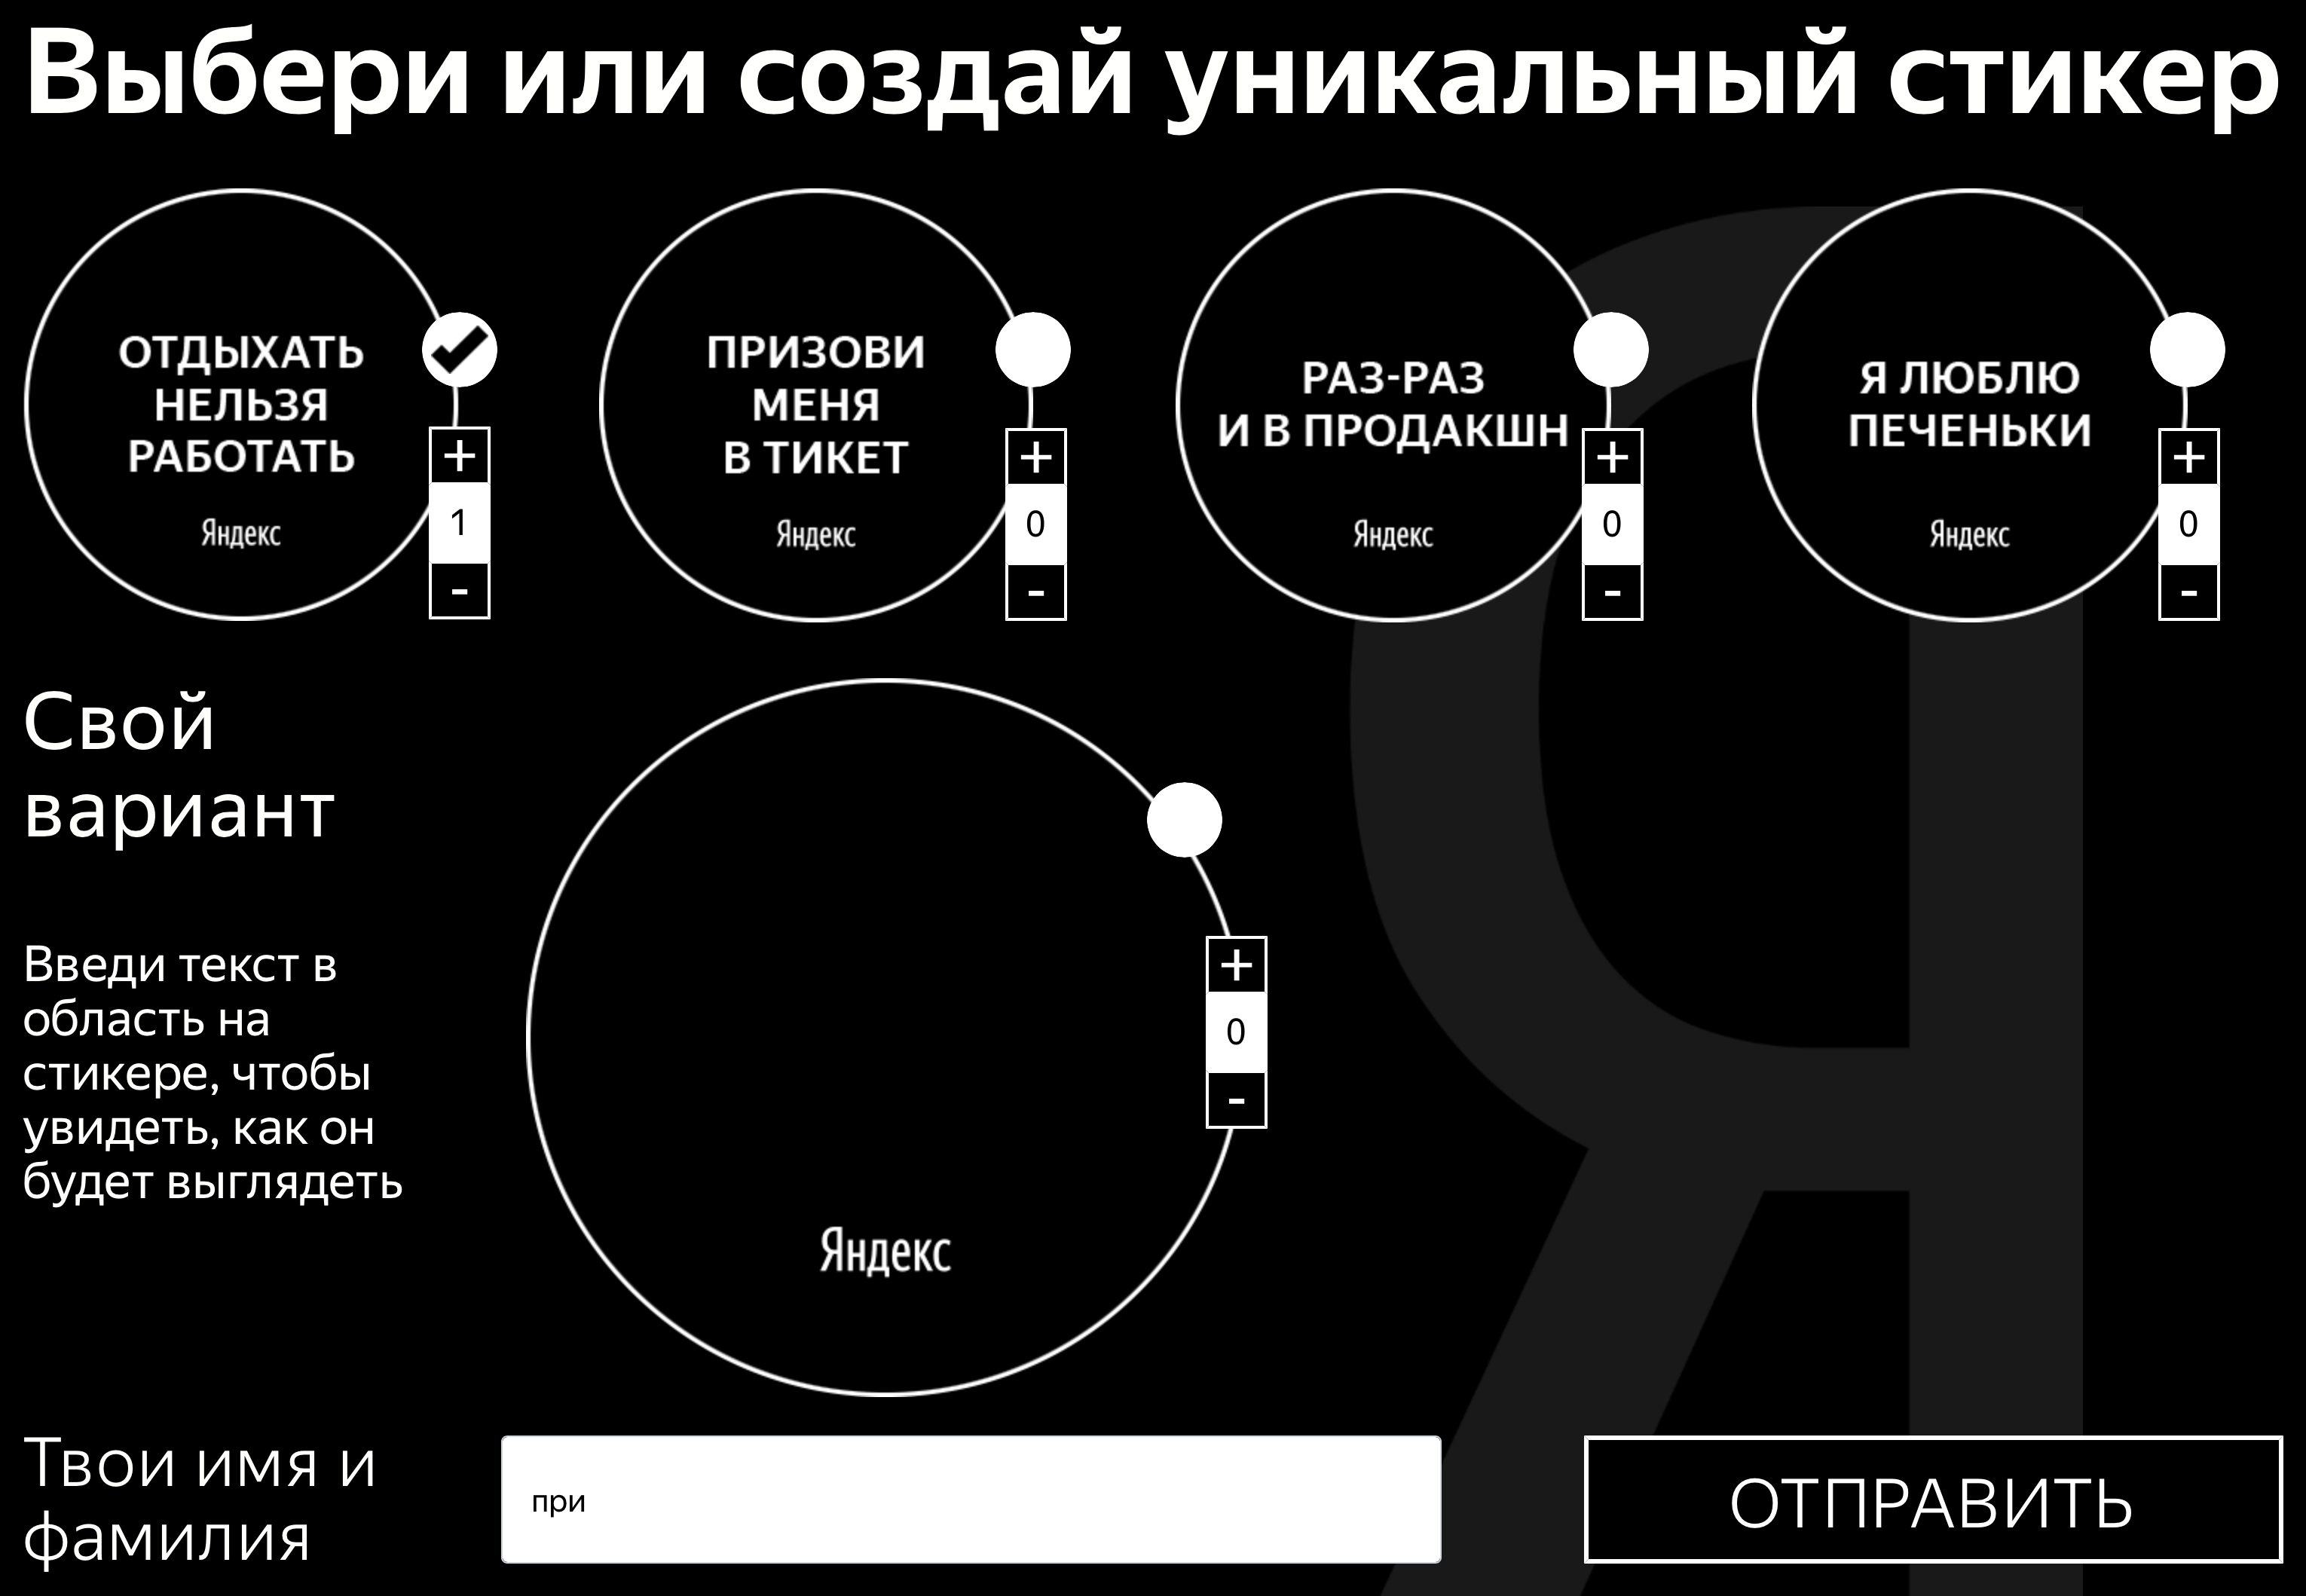 Выбери или создай уникальный стикер
ОТДЫХАТЬ
НЕЛЬЗЯ
РАБОТАТЬ
Яндекс
+
1
-
ПРИЗОВИ
МЕНЯ
В ТИКЕТ
Яндекс
+
0
-
РАЗ-РАЗ
И В ПРОДАКШН
Яндекс
+
0
-
Я ЛЮБЛЮ
ПЕЧЕНЬКИ
Яндекс
+
0
-
Свой
вариант
Введи текст в
область на
стикере, чтобы
увидеть, как он
будет выглядеть
Яндекс
+
0
-
Твои имя и
фамилия
при
ОТПРАВИТЬ
Я